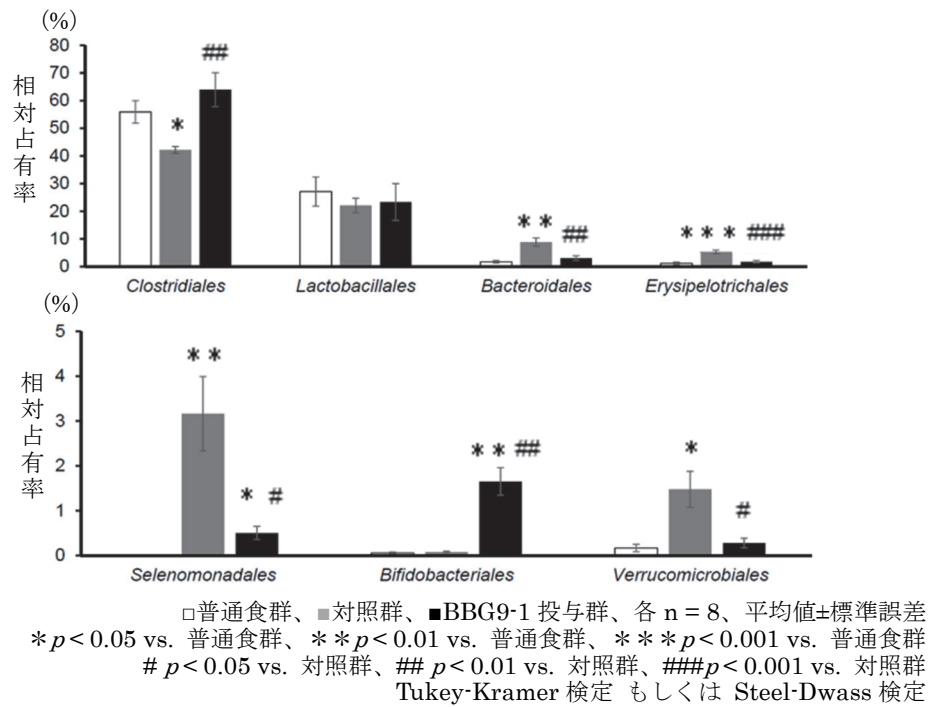 (%)
相対占有率
80
70
60
50
40
30
20
10
0
*
##
* *
##
* * *
###
Clostridiales
Lactobacillales
Bacteroidales
Erysipelotrichales
(%)
相対占有率
5
4
3
2
1
0
* *
* #
* * ##
*
#
Selenomonadales
Bifidobacteriales
Verrucomicrobiales
□普通食群、■対照群、■BBG9-1 投与群、各 n = 8、平均値±標準誤差
*p < 0.05 vs. 普通食群、**p < 0.01 vs. 普通食群、***p < 0.001 vs. 普通食群
# p < 0.05 vs. 対照群、## p < 0.01 vs. 対照群、###p < 0.001 vs. 対照群
Tukey-Kramer 検定 もしくは Steel-Dwass 検定